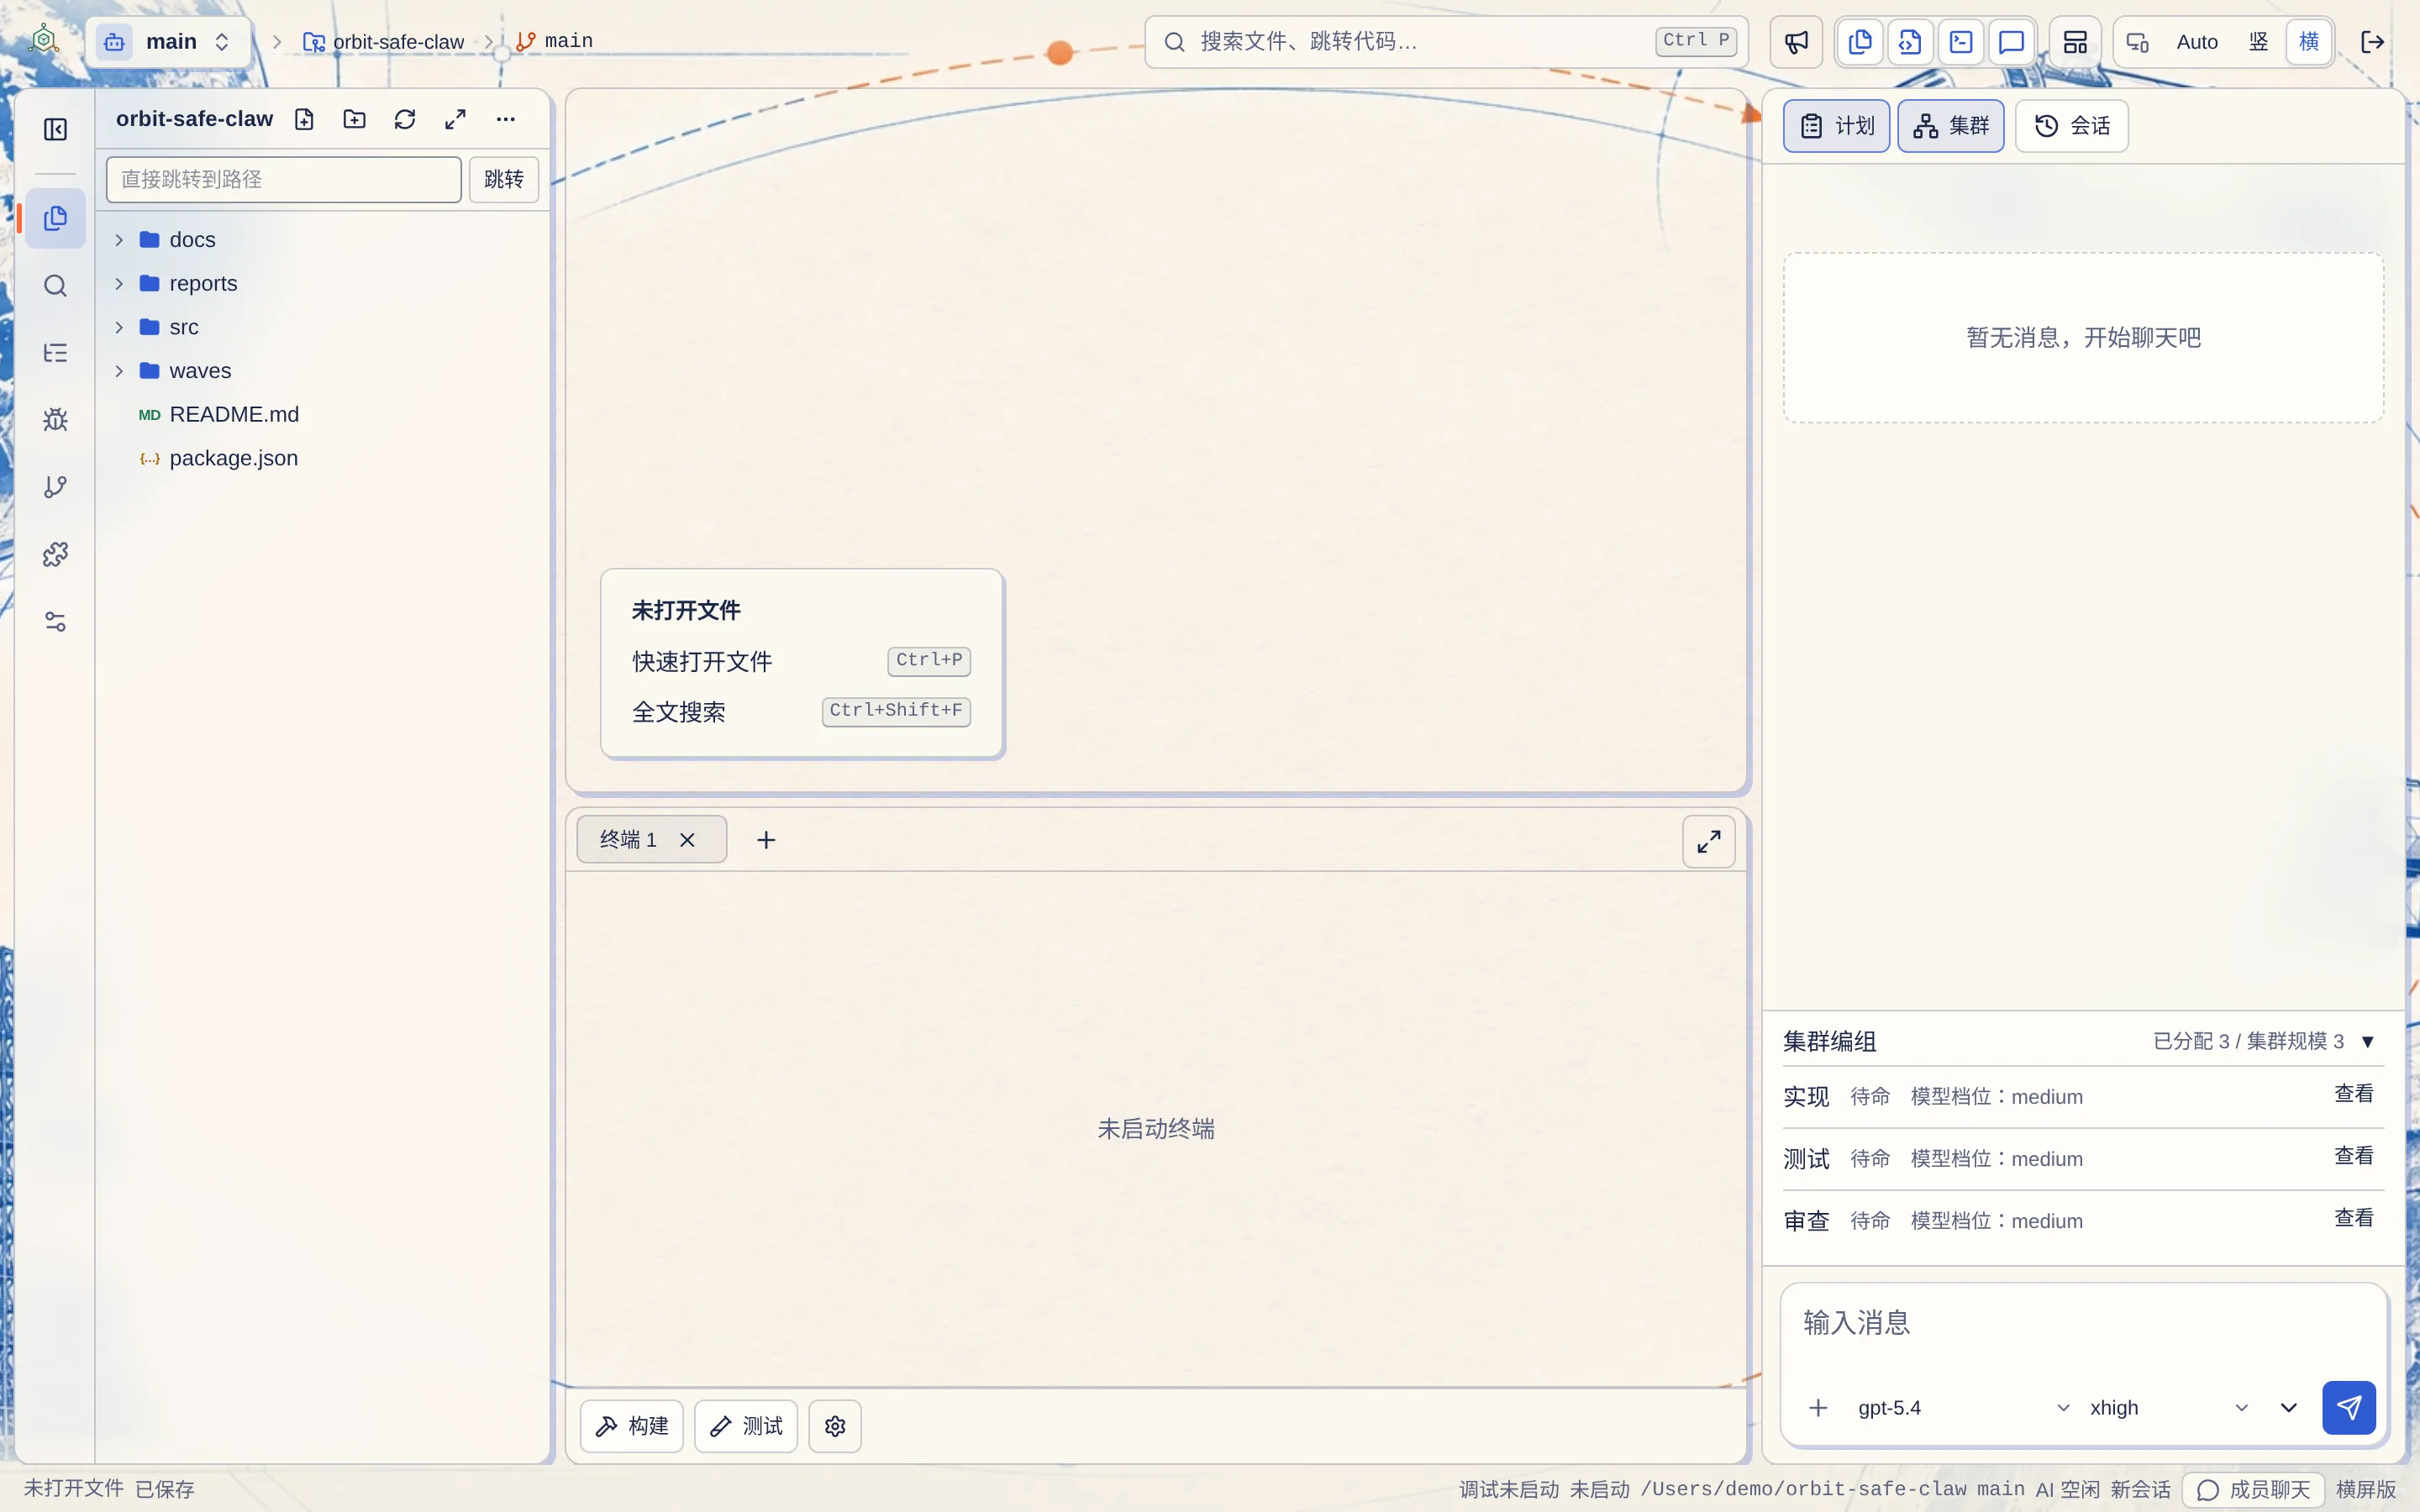 main
orbit-safe-claw
main
搜索文件、跳转代码...
Ctrl P
Auto
竖
横
orbit-safe-claw
直接跳转到路径
跳转
docs
reports
src
waves
MD README.md
{...} package.json
未打开文件
快速打开文件 Ctrl+P
全文搜索 Ctrl+Shift+F
终端 1
未启动终端
构建
测试
计划
集群
会话
暂无消息，开始聊天吧
集群编组 已分配 3 / 集群规模 3 ▼
实现 待命 模型档位：medium 查看
测试 待命 模型档位：medium 查看
审查 待命 模型档位：medium 查看
输入消息
gpt-5.4
xhigh
未打开文件 已保存
调试未启动 未启动 /Users/demo/orbit-safe-claw main AI 空闲 新会话 成员聊天 横屏版